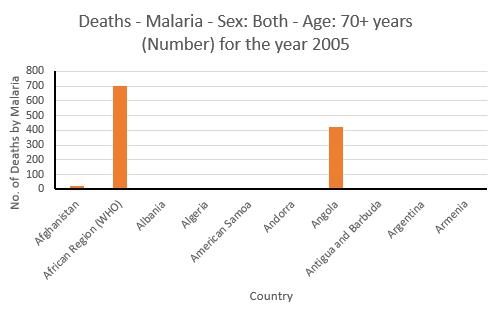 Deaths - Malaria - Sex: Both - Age: 70+ years
(Number) for the year 2005
No. of Deaths by Malaria
800
700
600
500
400
300
200
100
0
Afghanistan
African Region (WHO)
Albania
Algeria
American Samoa
Andorra
Angola
Antigua and Barbuda
Argentina
Armenia
Country